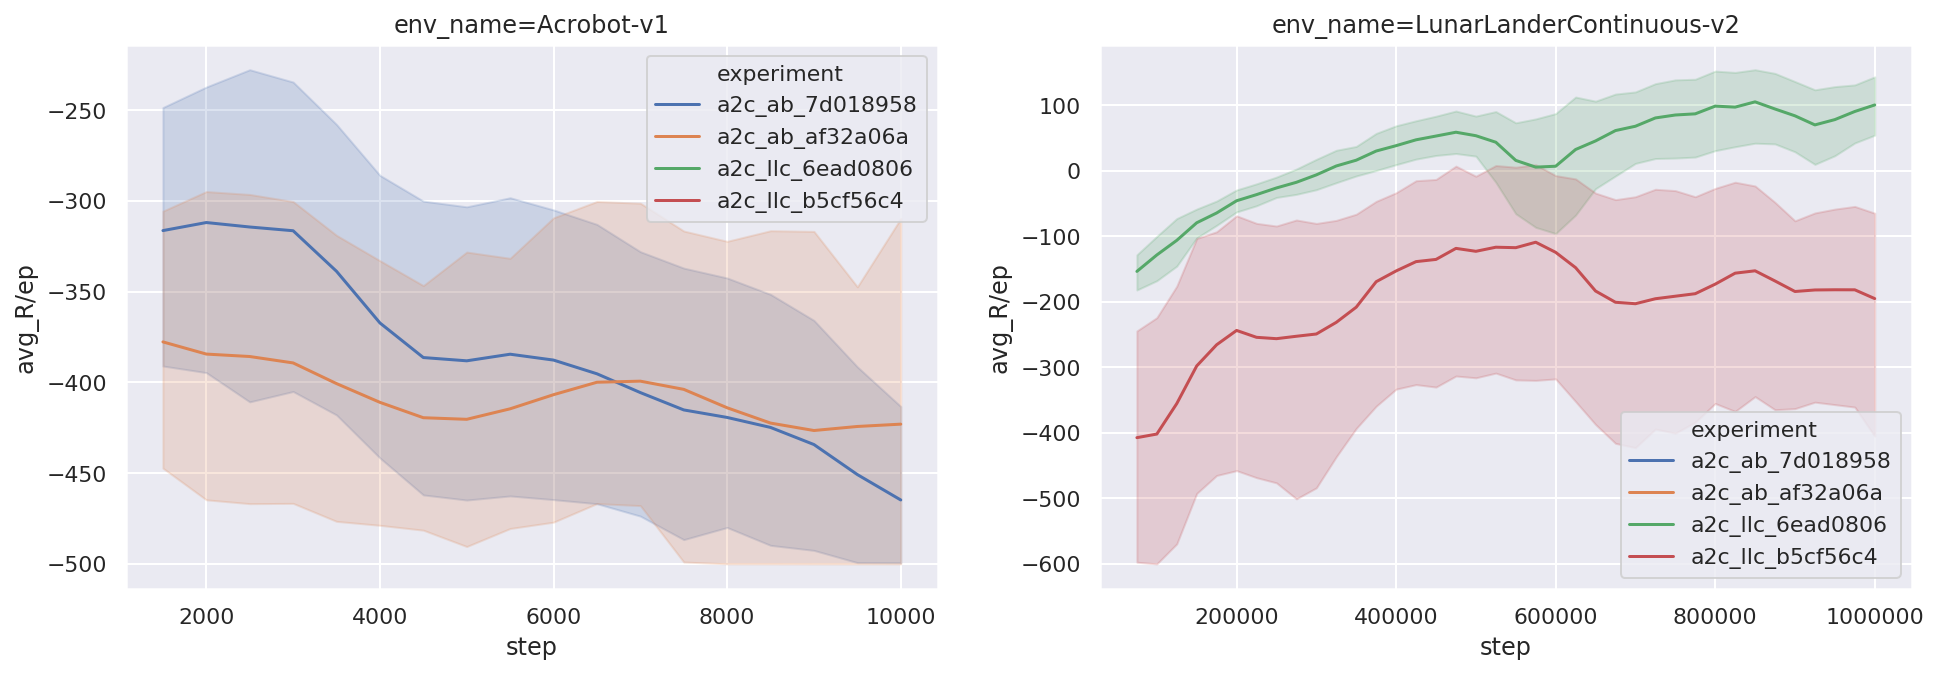 env_name=Acrobot-v1
avg_R/ep
−250
−300
−350
−400
−450
−500
experiment
a2c_ab_7d018958
a2c_ab_af32a06a
a2c_llc_6ead0806
a2c_llc_b5cf56c4
2000 4000 6000 8000 10000
step
env_name=LunarLanderContinuous-v2
avg_R/ep
100
0
−100
−200
−300
−400
−500
−600
experiment
a2c_ab_7d018958
a2c_ab_af32a06a
a2c_llc_6ead0806
a2c_llc_b5cf56c4
200000 400000 600000 800000 1000000
step